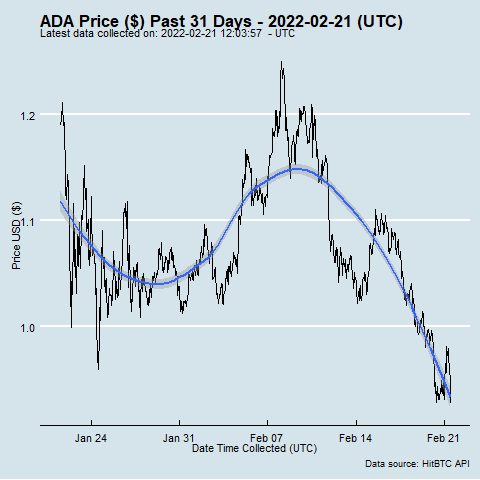 ADA Price ($) Past 31 Days - 2022-02-21 (UTC)
Latest data collected on: 2022-02-21 12:03:57 - UTC
1.2
1.1
1.0
Price USD ($)
Jan 24 Jan 31 Feb 07 Feb 14 Feb 21
Date Time Collected (UTC)
Data source: HitBTC API